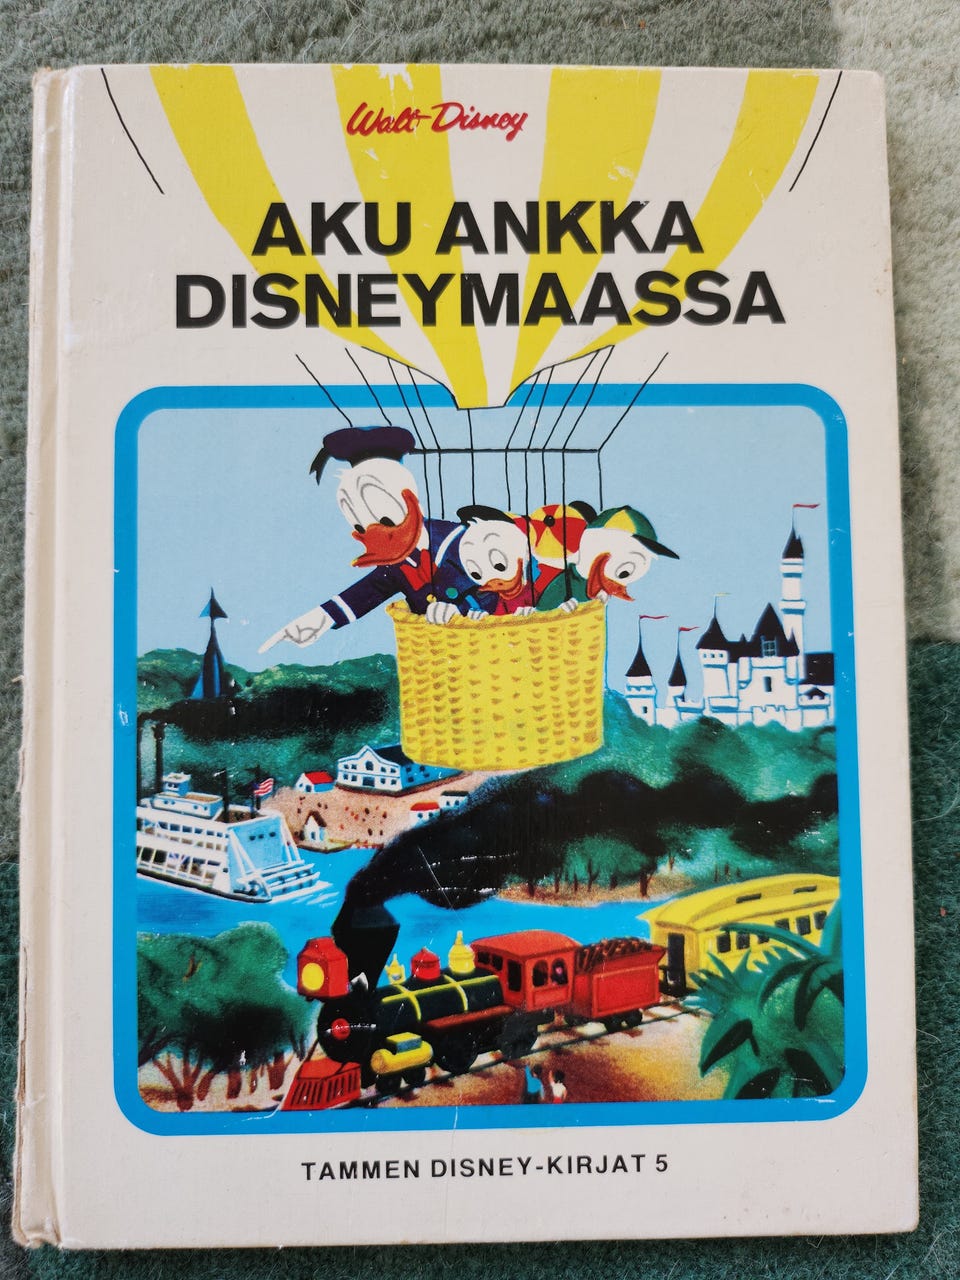 Walt Disney
AKU ANKKA
DISNEYMAASSA
TAMMEN DISNEY-KIRJAT 5